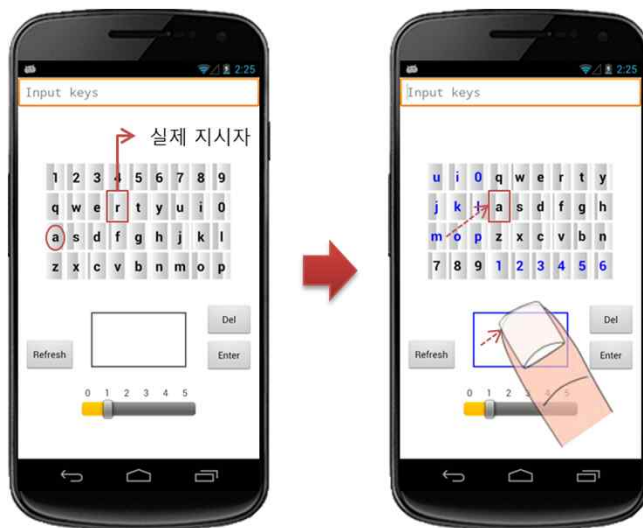 2:25
Input keys
실제 지시자
1 2 3 4 5 6 7 8 9
q w e r t y u i 0
a s d f g h j k l
z x c v b n m o p
Del
Refresh
Enter
0 1 2 3 4 5
2:25
Input keys
u i 0 q w e r t y
j k l a s d f g h
m o p z x c v b n
7 8 9 1 2 3 4 5 6
Del
Refresh
Enter
0 1 2 3 4 5